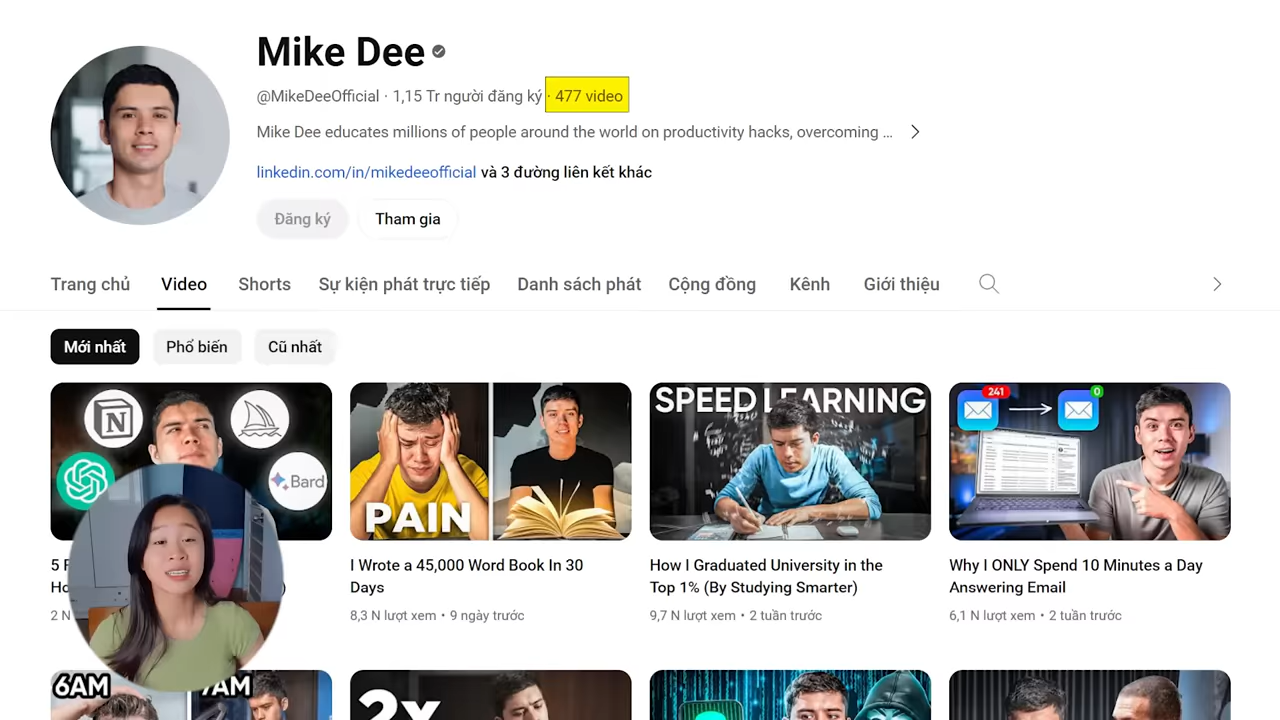 Mike Dee
@MikeDeeOfficial · 1,15 Tr người đăng ký · 477 video
Mike Dee educates millions of people around the world on productivity hacks, overcoming ...
linkedin.com/in/mikedeeofficial và 3 đường liên kết khác
Đăng ký Tham gia
Trang chủ Video Shorts Sự kiện phát trực tiếp Danh sách phát Cộng đồng Kênh Giới thiệu
Mới nhất Phổ biến Cũ nhất
Bard
PAIN
SPEED LEARNING
241 0
5
I Wrote a 45,000 Word Book In 30
Days
8,3 N lượt xem • 9 ngày trước
How I Graduated University in the
Top 1% (By Studying Smarter)
9,7 N lượt xem • 2 tuần trước
Why I ONLY Spend 10 Minutes a Day
Answering Email
6,1 N lượt xem • 2 tuần trước
2 N
6AM 7AM
2x